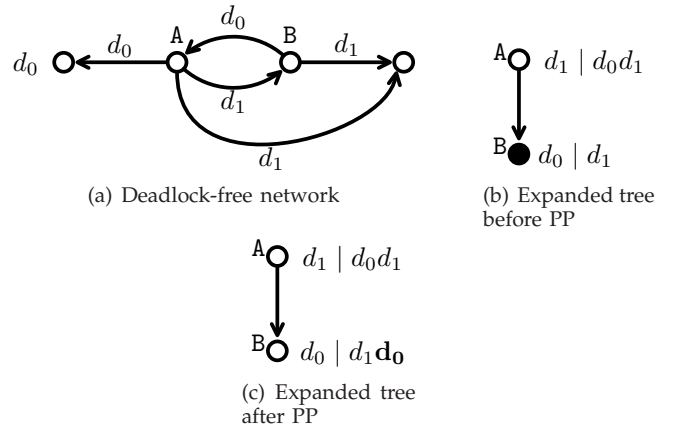 d₀
A B
d₀ d₀ d₁
d₁
d₁
(a) Deadlock-free network
A d₁ | d₀d₁
B d₀ | d₁
(b) Expanded tree
before PP
A d₁ | d₀d₁
B d₀ | d₁d₀
(c) Expanded tree
after PP